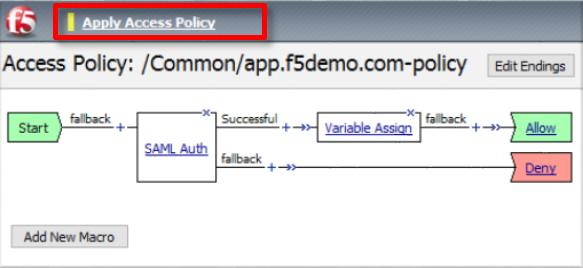 f5 Apply Access Policy
Access Policy: /Common/app.f5demo.com-policy Edit Endings
Start fallback + SAML Auth Successful + Variable Assign fallback + Allow
fallback + Deny
Add New Macro